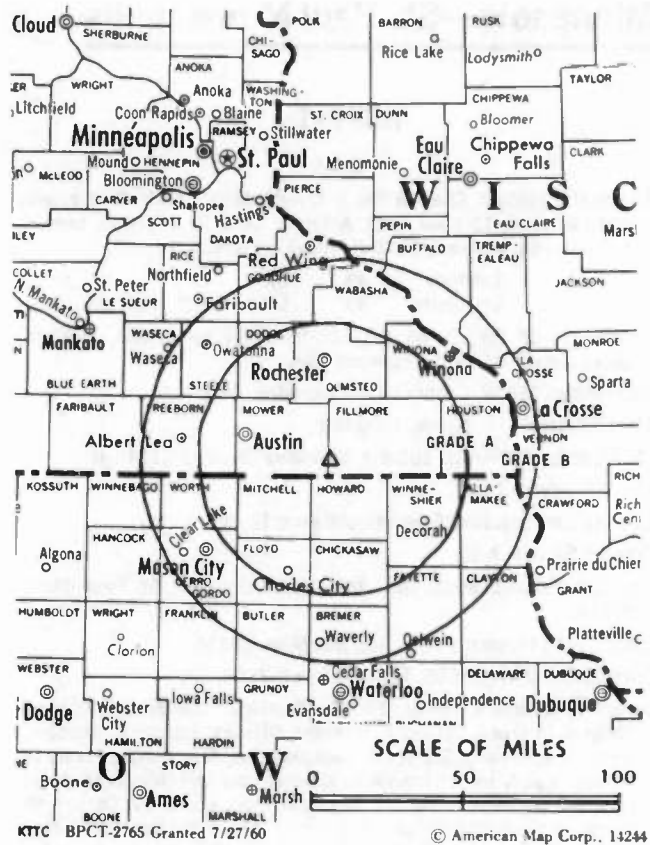 Cloud SHERBURNE CHI- SAGO POLK BARRON RUSK
Rice Lake Lodysmith
WRIGHT ANOKA WASHING- TON TAYLOR
Anoka CHIPPEWA
Litchfield Coon Rapids Blaine ST. CROIX DUNN Bloomer
Minneapolis RAMSEY Stillwater Eau Claire Chippewa Falls CLARK
Mound HENNEPIN St. Paul Menomonie
McLEOD Bloomington PIERCE W I S C
CARVER Shakopee Hastings
SCOTT DAKOTA PEPIN EAU CLAIRE Marsl
RICE Red Wing BUFFALO TREMP- EALEAU
COLLET Northfield GOODHUE JACKSON
N. Mankato St. Peter WABASHA
LE SUEUR Faribault
Mankato WASECA DODGE WINONA MONROE
Waseca Owatonna Winona LA CROSSE
Rochester Sparta
BLUE EARTH STEELE OLMSTED
FARIBAULT FREEBORN MOWER FILLMORE HOUSTON La Crosse
Albert Lea Austin GRADE A VERNON
GRADE B
KOSSUTH WINNEBAGO WORTH MITCHELL HOWARD WINNE- SHIEK ALLA- MAKEE CRAWFORD RICH
Rich Cen
HANCOCK Clear Lake Decorah
Algona Mason City FLOYD CHICKASAW Prairie du Chier
CERRO GORDO Charles City FAYETTE CLAYTON GRANT
HUMBOLDT WRIGHT FRANKLIN BUTLER BREMER
Clarion Waverly Oelwein Platteville
WEBSTER Cedar Falls DELAWARE DUBUQUE
Dodge Webster City Iowa Falls GRUNDY Waterloo Independence Dubuque
Evansdale
HAMILTON HARDIN BUCHANAN
O W STORY
Boone Ames Marsh
BOONE MARSHALL
SCALE OF MILES
0 50 100
KTTC BPCT-2765 Granted 7/27/60 © American Map Corp., 14244